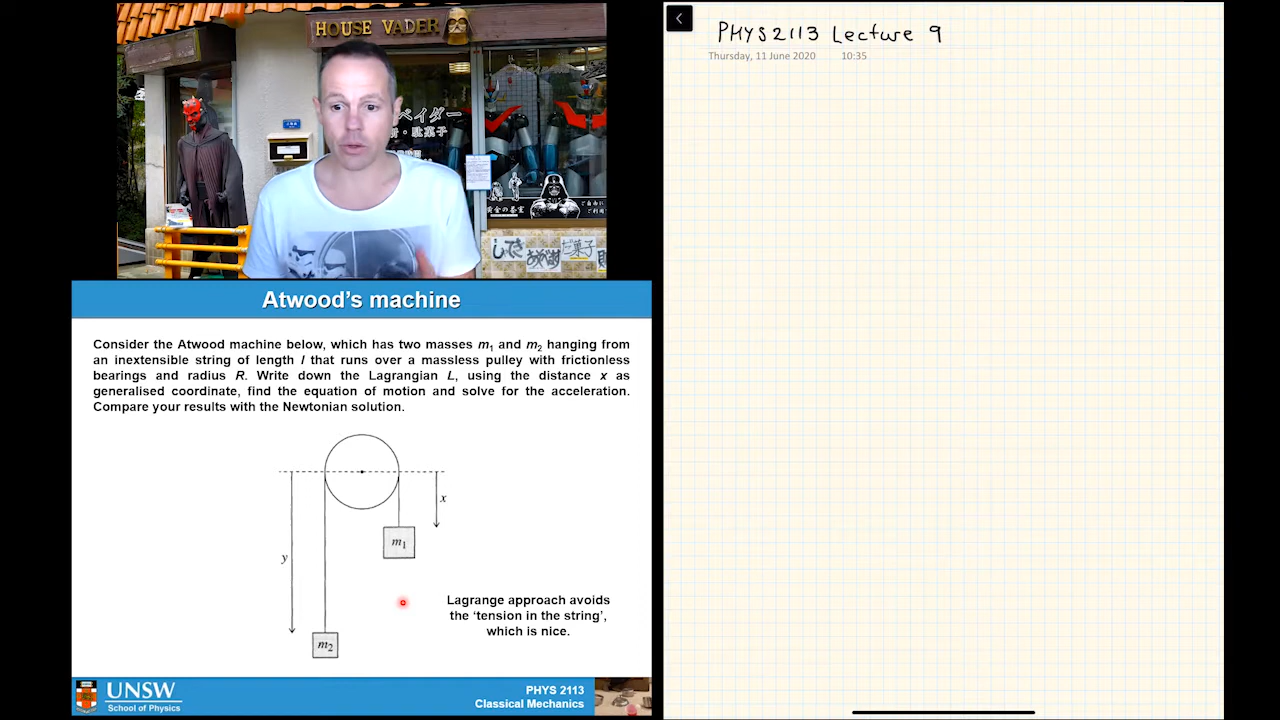 HOUSE VADER
ベイダー
・駄菓子
Atwood's machine
Consider the Atwood machine below, which has two masses m₁ and m₂ hanging from
an inextensible string of length l that runs over a massless pulley with frictionless
bearings and radius R. Write down the Lagrangian L, using the distance x as
generalised coordinate, find the equation of motion and solve for the acceleration.
Compare your results with the Newtonian solution.
x
m₁
y
m₂
Lagrange approach avoids
the 'tension in the string',
which is nice.
UNSW
School of Physics
PHYS 2113
Classical Mechanics
PHYS2113 Lecture 9
Thursday, 11 June 2020 10:35